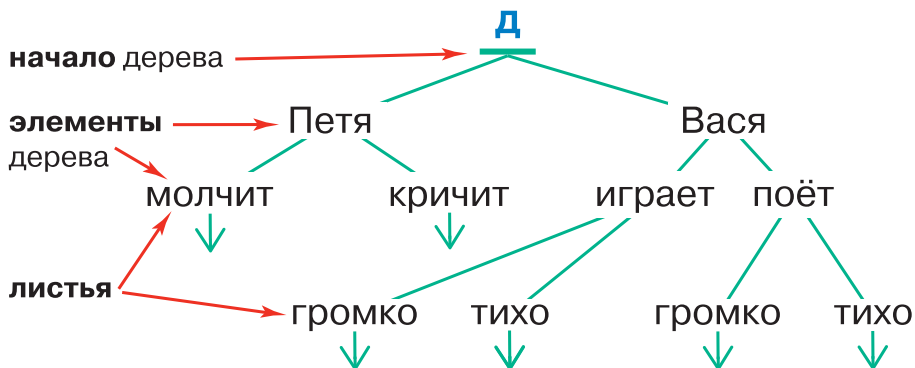 Д
начало дерева
элементы
дерева
Петя Вася
молчит кричит играет поёт
листья
громко тихо громко тихо